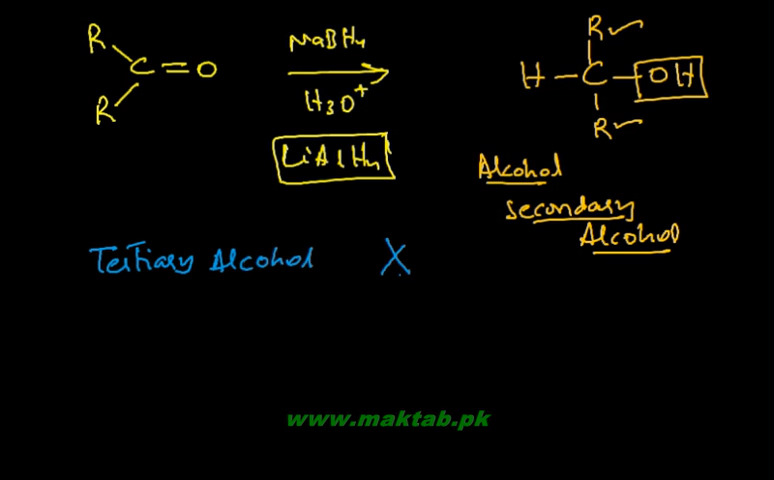 R
C = O
R
NaBH4
H3O+
LiAlH4
R
H - C - OH
R
Alcohol
secondary
Alcohol
Tertiary Alcohol X
www.maktab.pk